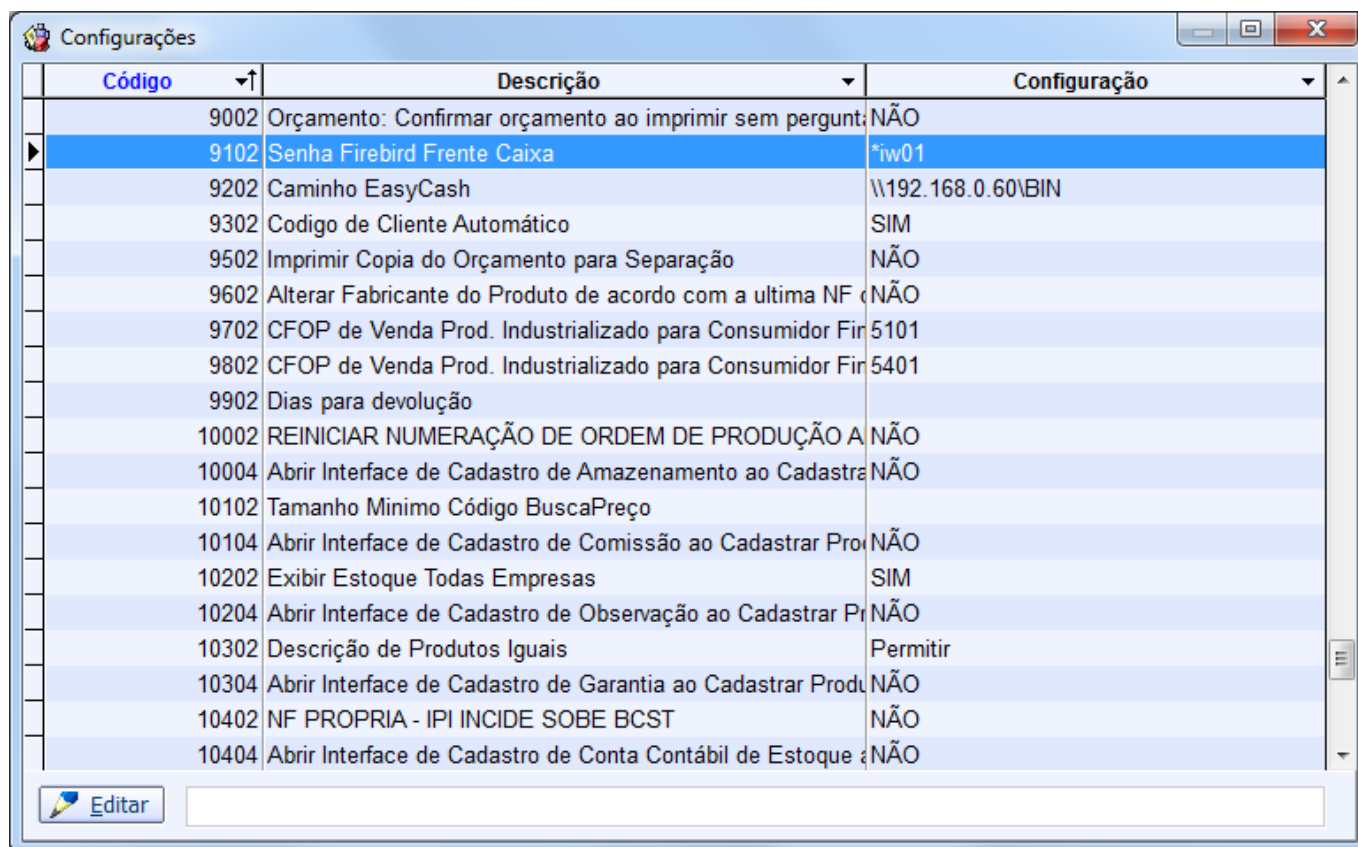 Configurações
Código Descrição Configuração
9002 Orçamento: Confirmar orçamento ao imprimir sem pergunt NÃO
9102 Senha Firebird Frente Caixa *iw01
9202 Caminho EasyCash \\192.168.0.60\BIN
9302 Codigo de Cliente Automático SIM
9502 Imprimir Copia do Orçamento para Separação NÃO
9602 Alterar Fabricante do Produto de acordo com a ultima NF NÃO
9702 CFOP de Venda Prod. Industrializado para Consumidor Fin 5101
9802 CFOP de Venda Prod. Industrializado para Consumidor Fin 5401
9902 Dias para devolução
10002 REINICIAR NUMERAÇÃO DE ORDEM DE PRODUÇÃO A NÃO
10004 Abrir Interface de Cadastro de Amazenamento ao Cadastra NÃO
10102 Tamanho Minimo Código BuscaPreço
10104 Abrir Interface de Cadastro de Comissão ao Cadastrar Pro NÃO
10202 Exibir Estoque Todas Empresas SIM
10204 Abrir Interface de Cadastro de Observação ao Cadastrar Pr NÃO
10302 Descrição de Produtos Iguais Permitir
10304 Abrir Interface de Cadastro de Garantia ao Cadastrar Produ NÃO
10402 NF PROPRIA - IPI INCIDE SOBE BCST NÃO
10404 Abrir Interface de Cadastro de Conta Contábil de Estoque a NÃO
Editar